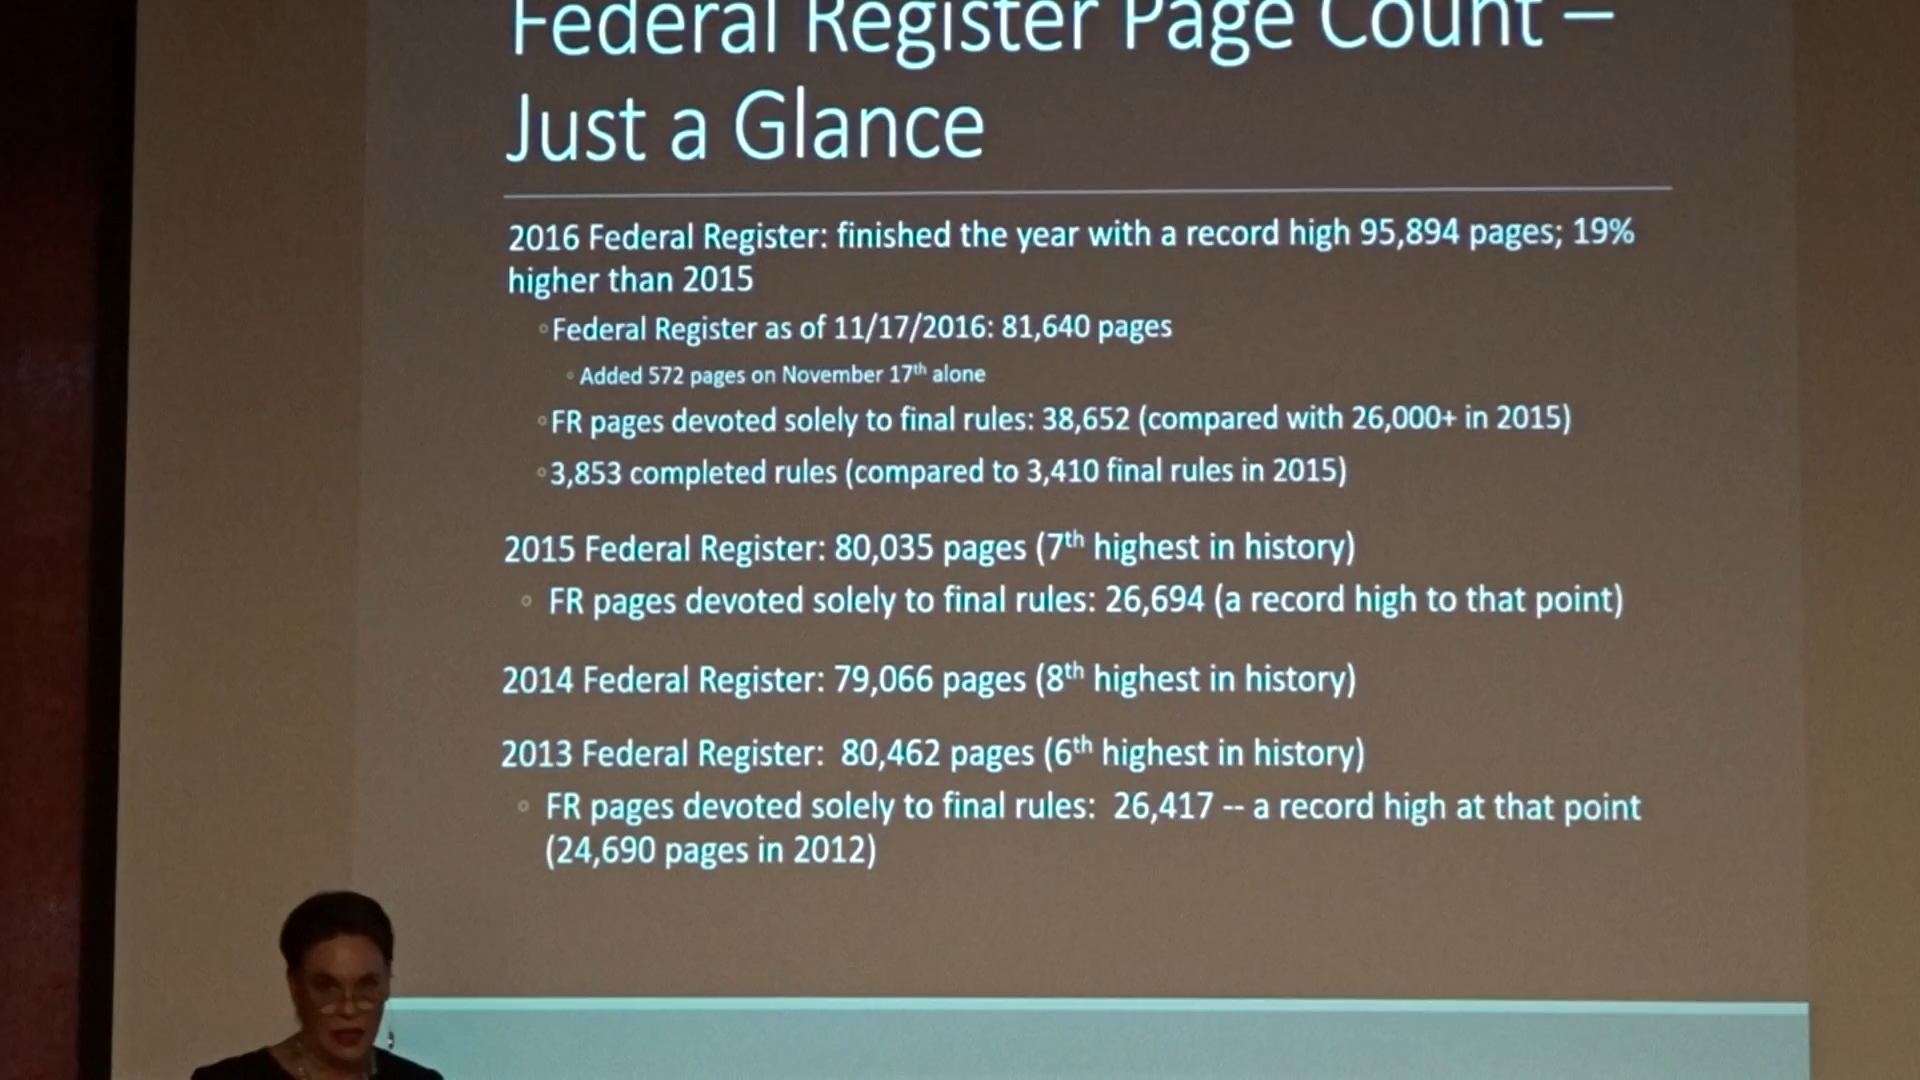 Federal Register Page Count –
Just a Glance
2016 Federal Register: finished the year with a record high 95,894 pages; 19%
higher than 2015
◦Federal Register as of 11/17/2016: 81,640 pages
◦ Added 572 pages on November 17th alone
◦FR pages devoted solely to final rules: 38,652 (compared with 26,000+ in 2015)
◦3,853 completed rules (compared to 3,410 final rules in 2015)
2015 Federal Register: 80,035 pages (7th highest in history)
◦ FR pages devoted solely to final rules: 26,694 (a record high to that point)
2014 Federal Register: 79,066 pages (8th highest in history)
2013 Federal Register:  80,462 pages (6th highest in history)
◦ FR pages devoted solely to final rules:  26,417 -- a record high at that point
(24,690 pages in 2012)